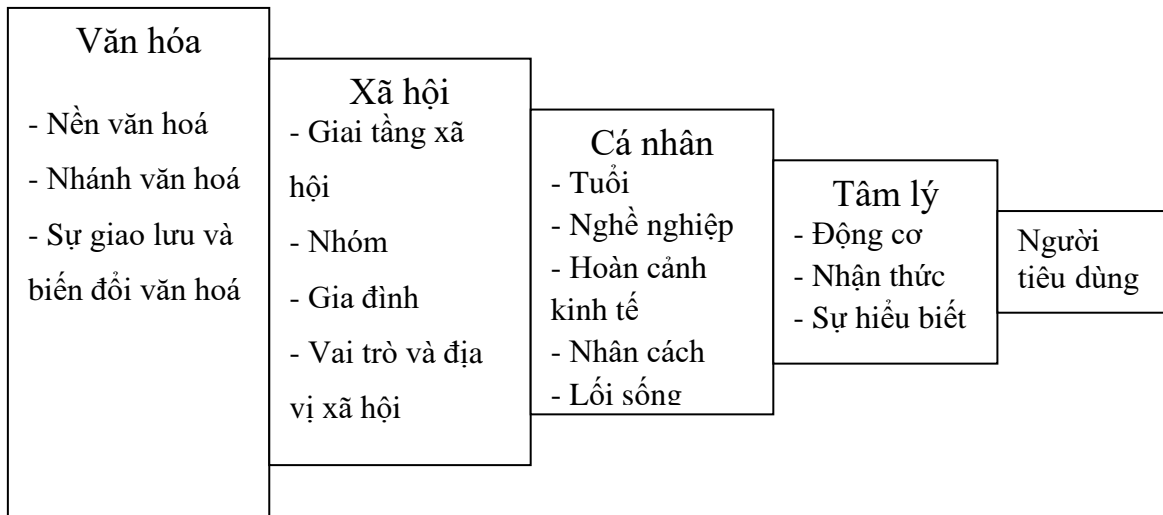 Văn hóa
- Nền văn hoá
- Nhánh văn hoá
- Sự giao lưu và
biến đổi văn hoá
Xã hội
- Giai tầng xã
hội
- Nhóm
- Gia đình
- Vai trò và địa
vị xã hội
Cá nhân
- Tuổi
- Nghề nghiệp
- Hoàn cảnh
kinh tế
- Nhân cách
- Lối sống
Tâm lý
- Động cơ
- Nhận thức
- Sự hiểu biết
Người
tiêu dùng